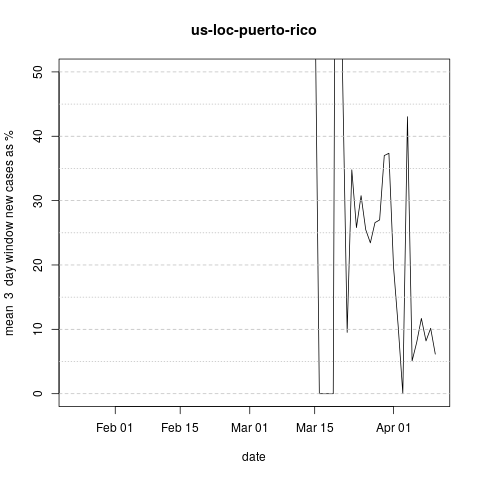 us-loc-puerto-rico
50
40
30
20
10
0
mean 3 day window new cases as %
Feb 01 Feb 15 Mar 01 Mar 15 Apr 01
date